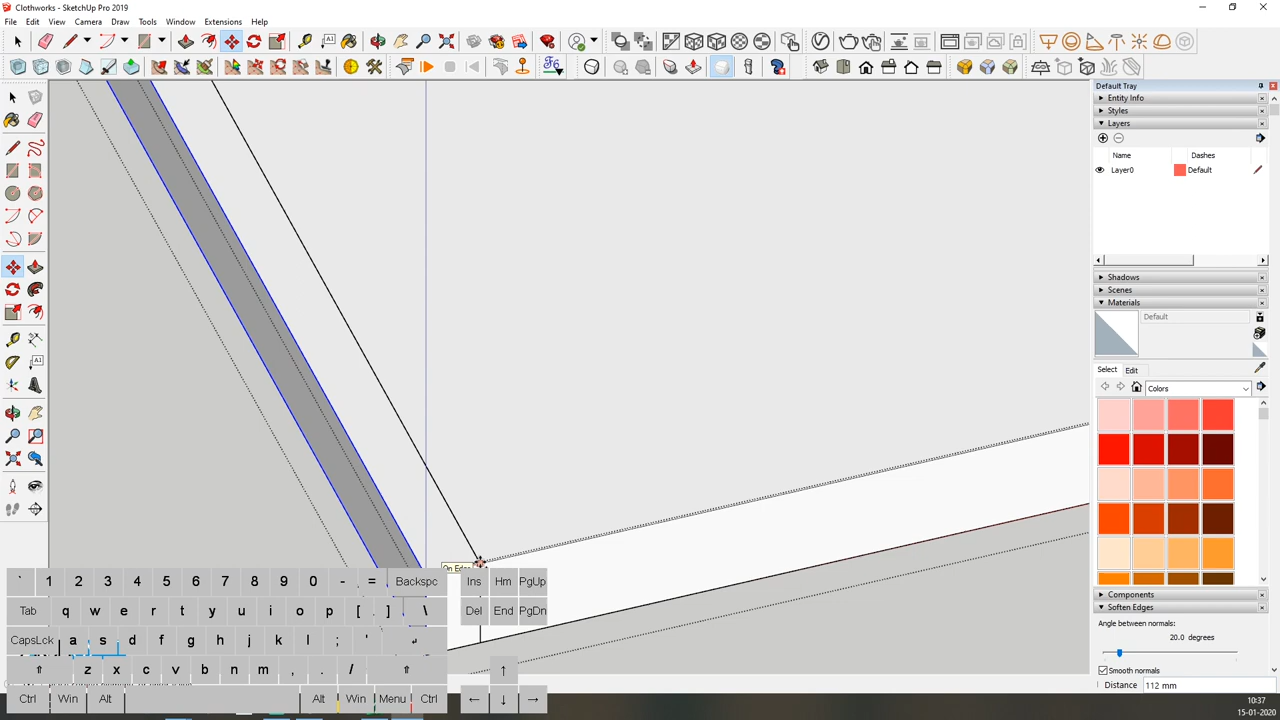 Clothworks - SketchUp Pro 2019
File Edit View Camera Draw Tools Window Extensions Help
Default Tray
Entity Info
Styles
Layers
Name Dashes
Layer0 Default
Shadows
Scenes
Materials
Default
Select Edit
Colors
On Edge
Components
Soften Edges
Angle between normals:
20.0 degrees
Smooth normals
Distance 112 mm
` 1 2 3 4 5 6 7 8 9 0 - = Backspc Ins Hm PgUp
Tab q w e r t y u i o p [ ] \ Del End PgDn
CapsLck a s d f g h j k l ; ' ↵
⇧ z x c v b n m , . / ⇧ ↑
Ctrl Win Alt Alt Win Menu Ctrl ← ↓ →
10:37
15-01-2020